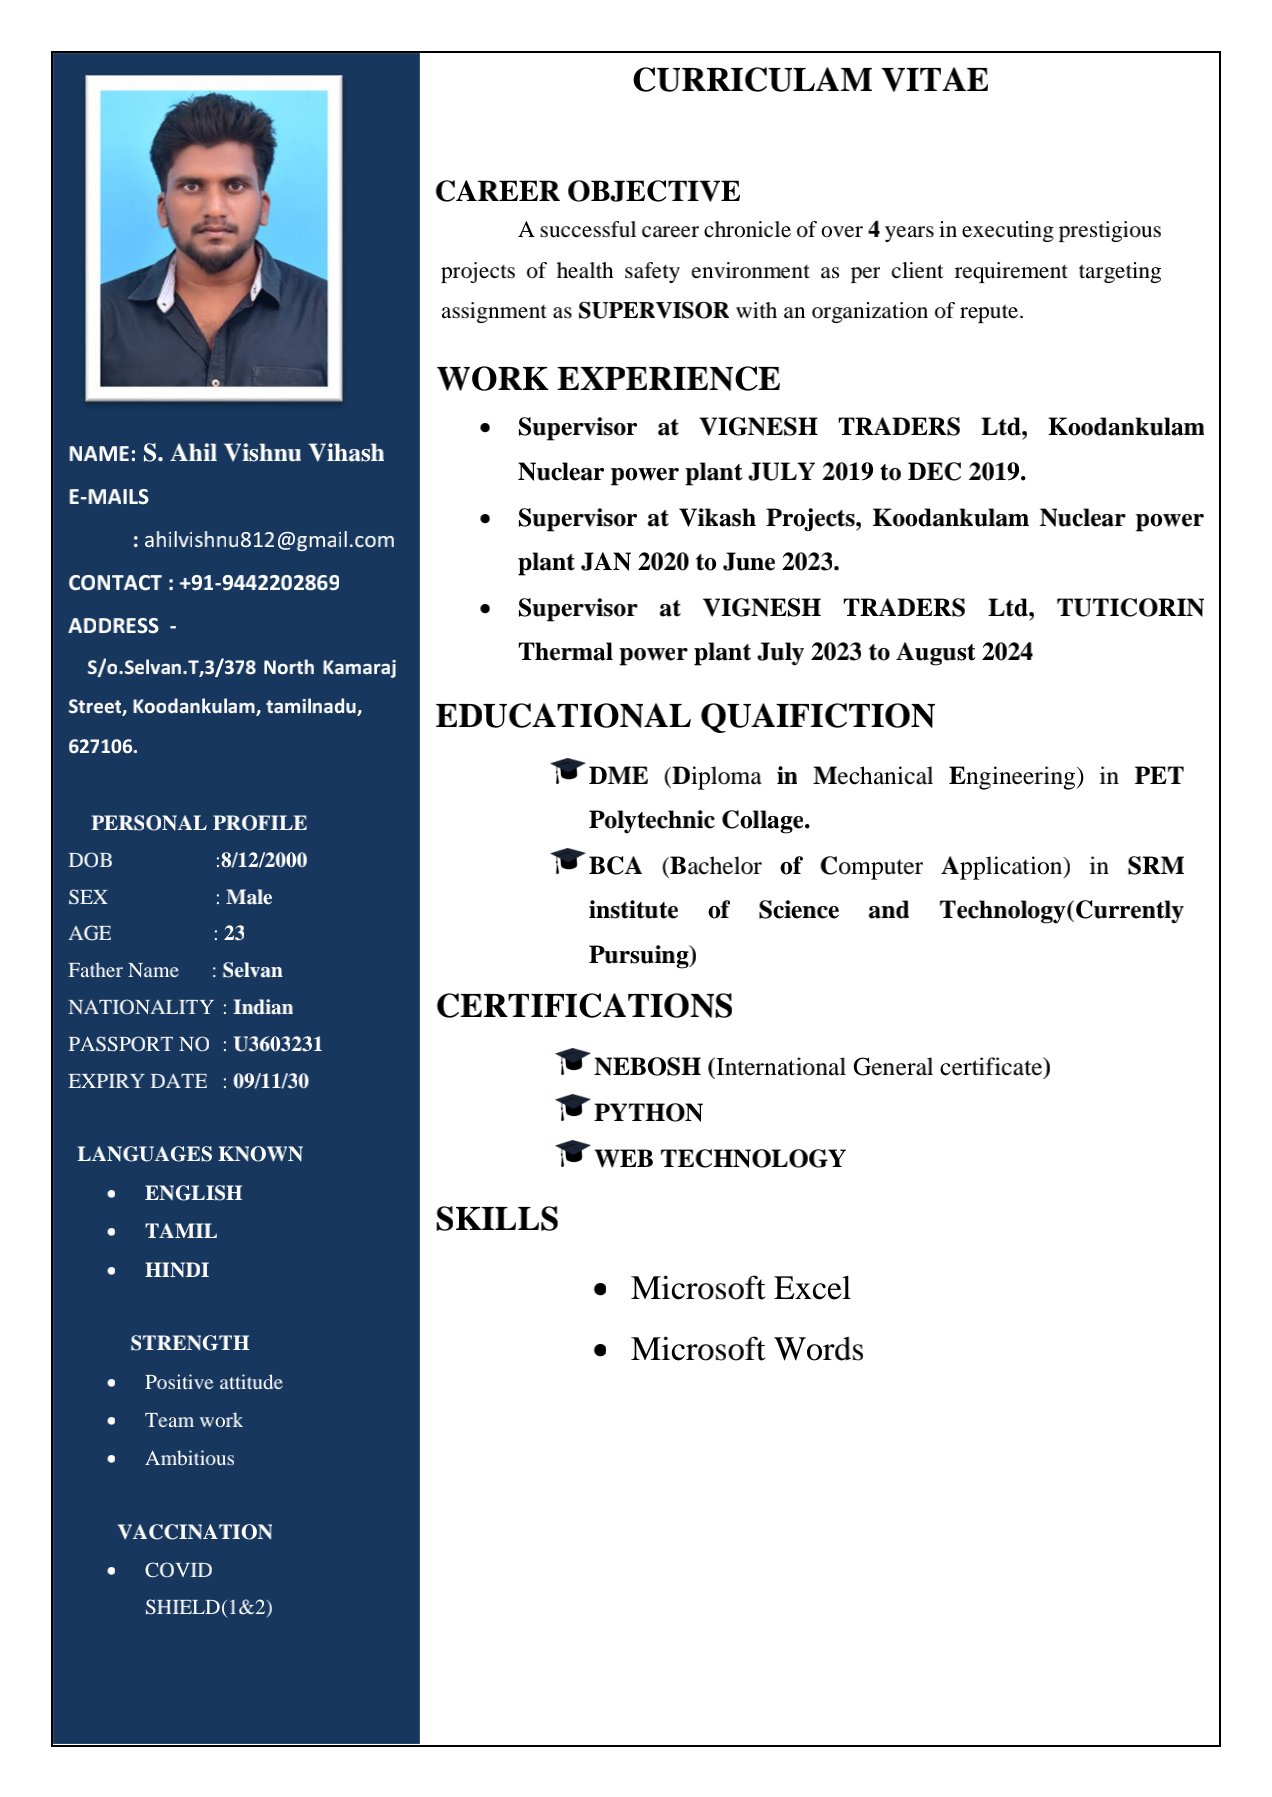 NAME: S. Ahil Vishnu Vihash
E-MAILS
: ahilvishnu812@gmail.com
CONTACT : +91-9442202869
ADDRESS -
S/o.Selvan.T,3/378 North Kamaraj
Street, Koodankulam, tamilnadu,
627106.
PERSONAL PROFILE
DOB :8/12/2000
SEX : Male
AGE : 23
Father Name : Selvan
NATIONALITY : Indian
PASSPORT NO : U3603231
EXPIRY DATE : 09/11/30
LANGUAGES KNOWN
• ENGLISH
• TAMIL
• HINDI
STRENGTH
• Positive attitude
• Team work
• Ambitious
VACCINATION
• COVID
SHIELD(1&2)
CURRICULAM VITAE
CAREER OBJECTIVE
A successful career chronicle of over 4 years in executing prestigious
projects of health safety environment as per client requirement targeting
assignment as SUPERVISOR with an organization of repute.
WORK EXPERIENCE
• Supervisor at VIGNESH TRADERS Ltd, Koodankulam
Nuclear power plant JULY 2019 to DEC 2019.
• Supervisor at Vikash Projects, Koodankulam Nuclear power
plant JAN 2020 to June 2023.
• Supervisor at VIGNESH TRADERS Ltd, TUTICORIN
Thermal power plant July 2023 to August 2024
EDUCATIONAL QUAIFICTION
DME (Diploma in Mechanical Engineering) in PET
Polytechnic Collage.
BCA (Bachelor of Computer Application) in SRM
institute of Science and Technology(Currently
Pursuing)
CERTIFICATIONS
NEBOSH (International General certificate)
PYTHON
WEB TECHNOLOGY
SKILLS
• Microsoft Excel
• Microsoft Words